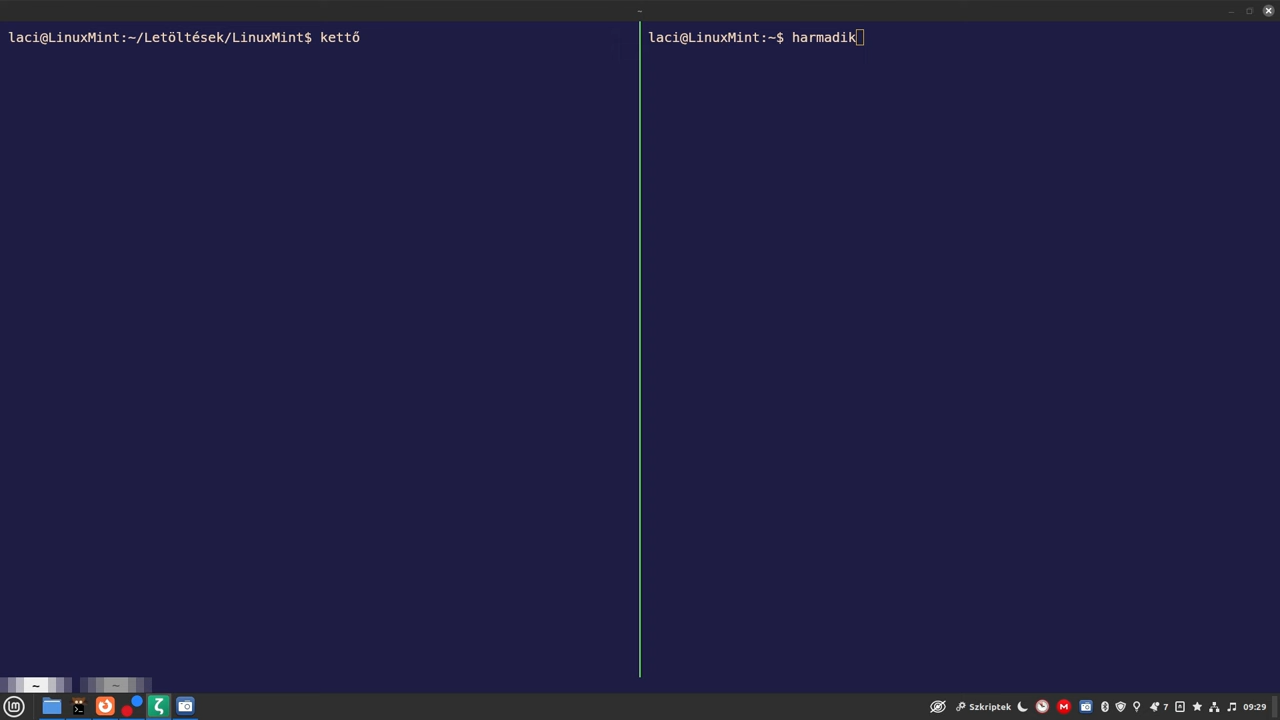 ~
laci@LinuxMint:~/Letöltések/LinuxMint$ kettő
laci@LinuxMint:~$ harmadik
~ ~
Szkriptek 7 09:29